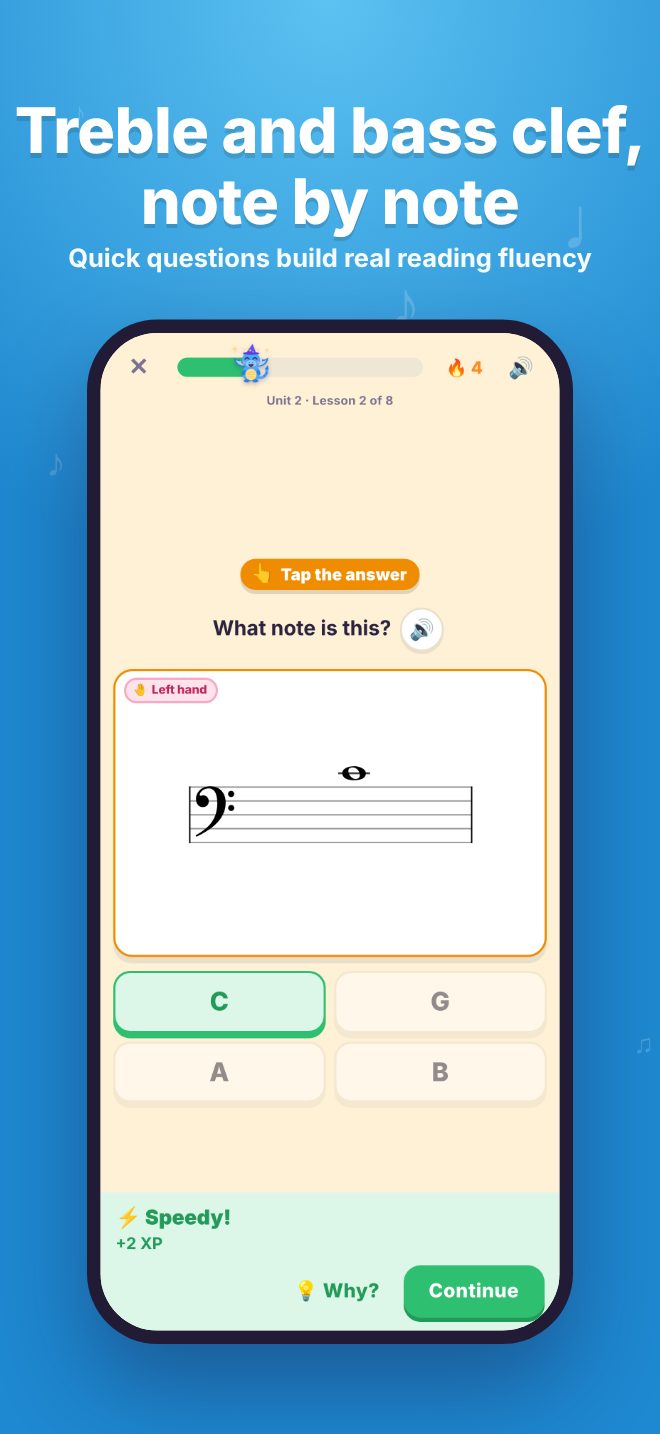 Treble and bass clef,
note by note
Quick questions build real reading fluency
✕
🔥 4 🔊
Unit 2 · Lesson 2 of 8
👆 Tap the answer
What note is this? 🔊
🤚 Left hand
C
G
A
B
⚡ Speedy!
+2 XP
💡 Why?
Continue